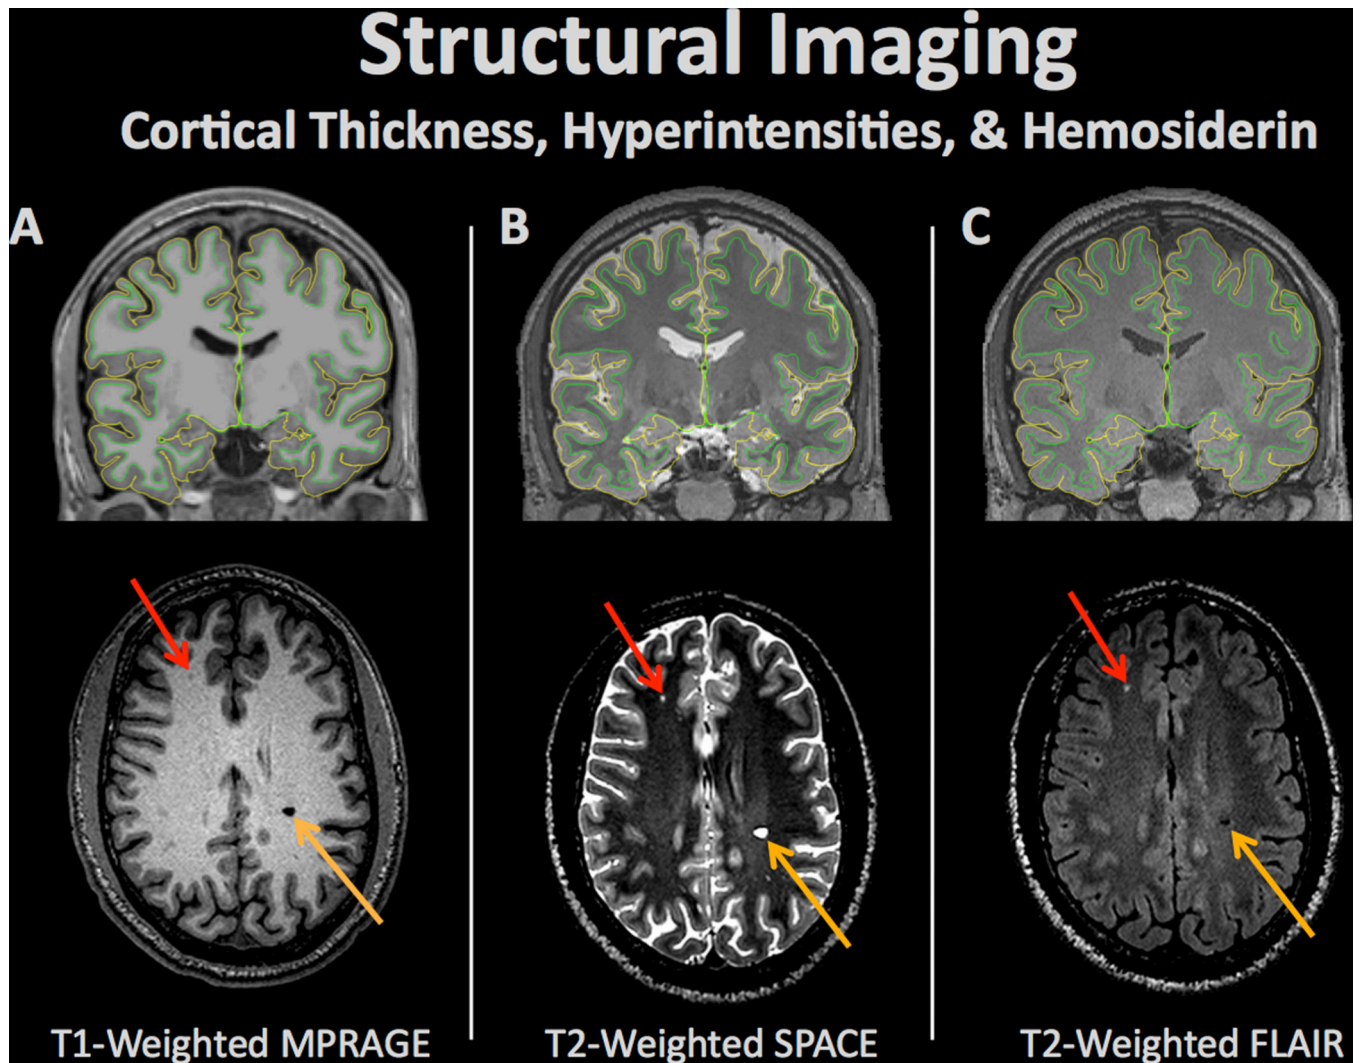 Structural Imaging
Cortical Thickness, Hyperintensities, & Hemosiderin
A
B
C
T1-Weighted MPRAGE
T2-Weighted SPACE
T2-Weighted FLAIR